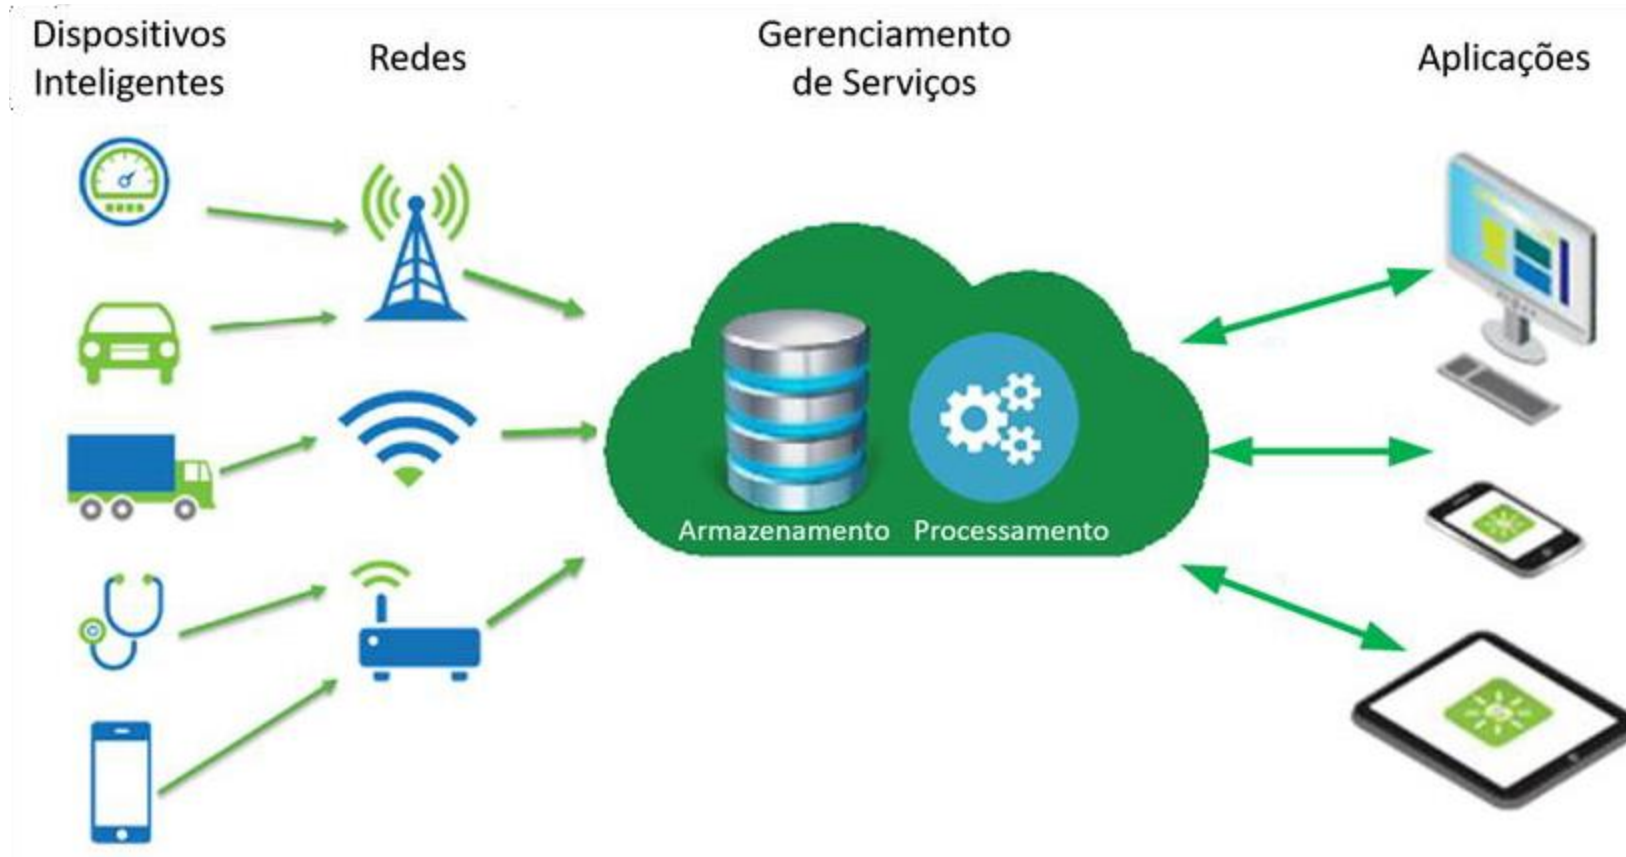 Dispositivos
Inteligentes
Redes
Gerenciamento
de Serviços
Aplicações
Armazenamento
Processamento